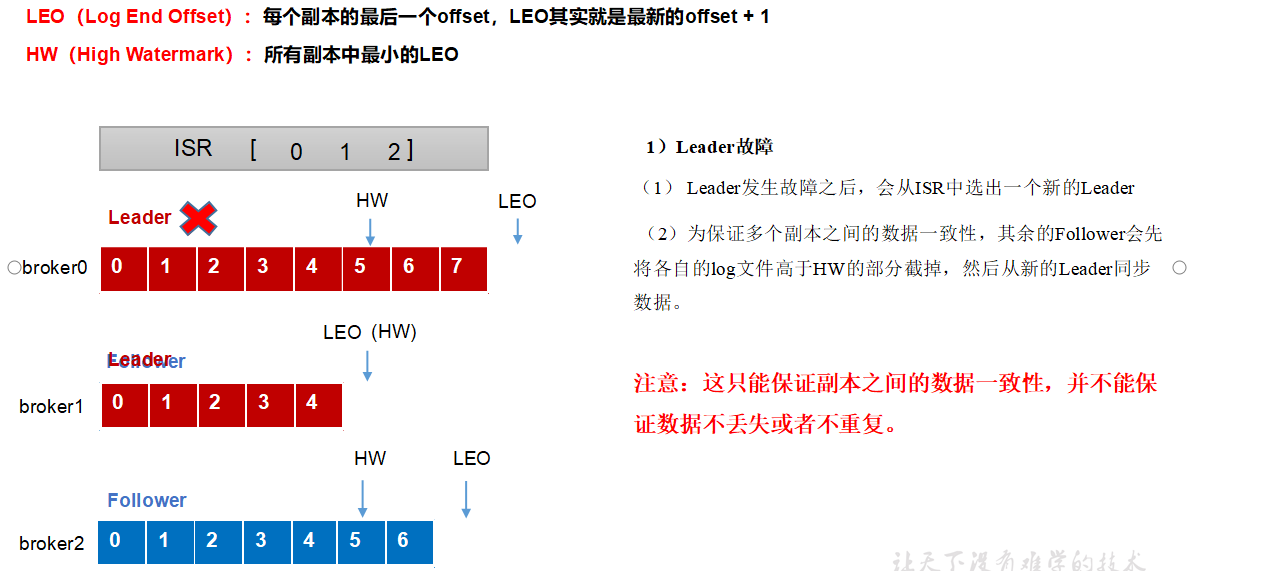 LEO（Log End Offset）：每个副本的最后一个offset，LEO其实就是最新的offset + 1
HW（High Watermark）：所有副本中最小的LEO
ISR [ 0 1 2 ]
HW
LEO
Leader
broker0
0 1 2 3 4 5 6 7
LEO（HW）
Leader
Follower
broker1
0 1 2 3 4
HW
LEO
Follower
broker2
0 1 2 3 4 5 6
1）Leader故障
（1） Leader发生故障之后，会从ISR中选出一个新的Leader
（2）为保证多个副本之间的数据一致性，其余的Follower会先
将各自的log文件高于HW的部分截掉，然后从新的Leader同步
数据。
注意：这只能保证副本之间的数据一致性，并不能保
证数据不丢失或者不重复。
让天下没有难学的技术